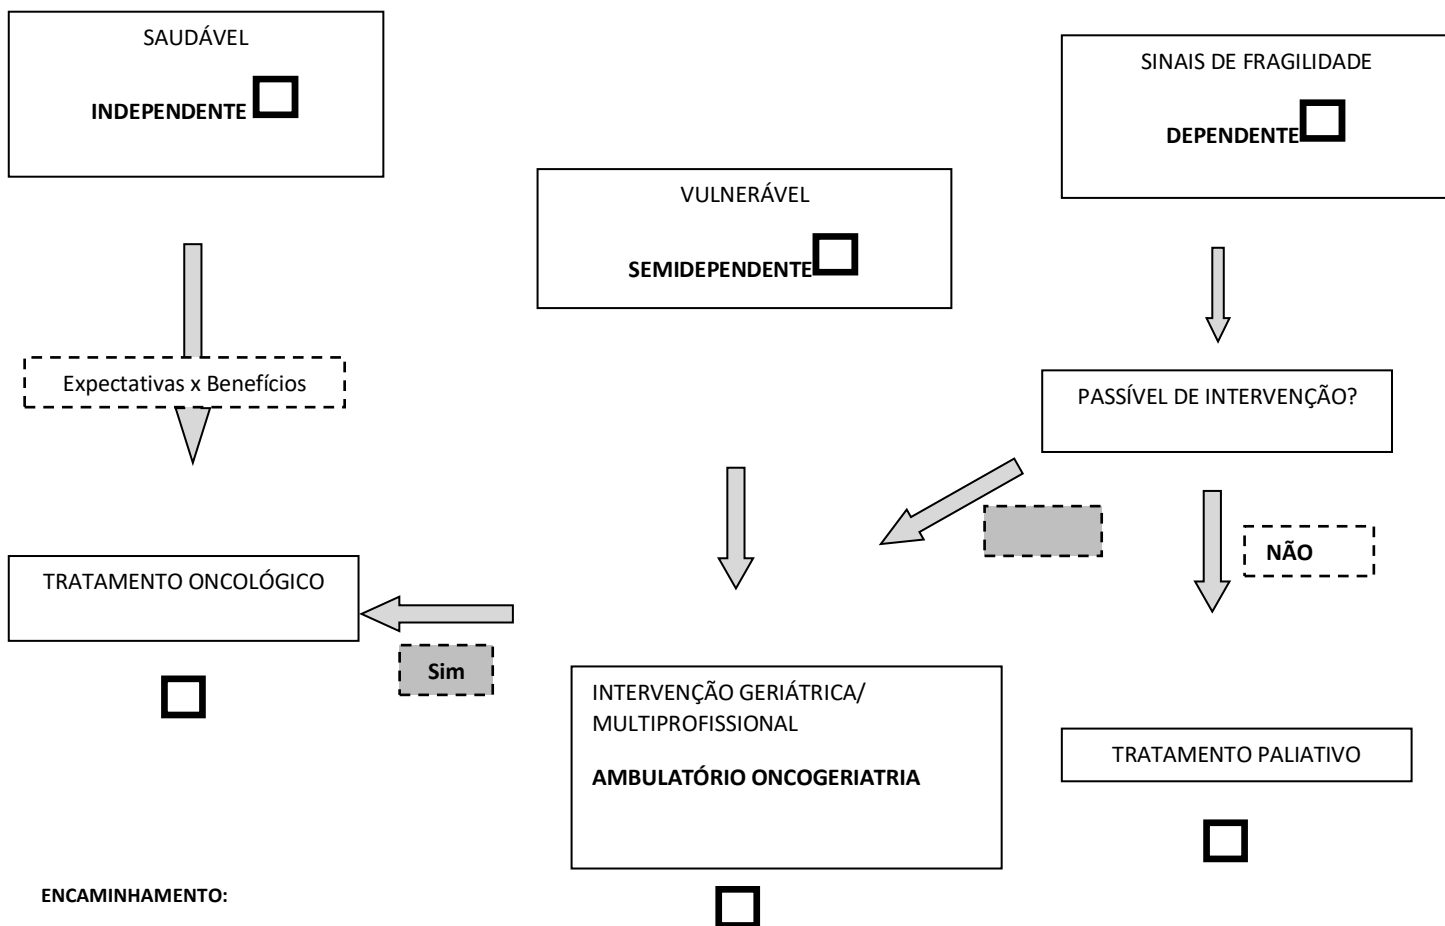 SAUDÁVEL
INDEPENDENTE
SINAIS DE FRAGILIDADE
DEPENDENTE
VULNERÁVEL
SEMIDEPENDENTE
Expectativas x Benefícios
PASSÍVEL DE INTERVENÇÃO?
NÃO
TRATAMENTO ONCOLÓGICO
Sim
INTERVENÇÃO GERIÁTRICA/
MULTIPROFISSIONAL
AMBULATÓRIO ONCOGERIATRIA
TRATAMENTO PALIATIVO
ENCAMINHAMENTO: